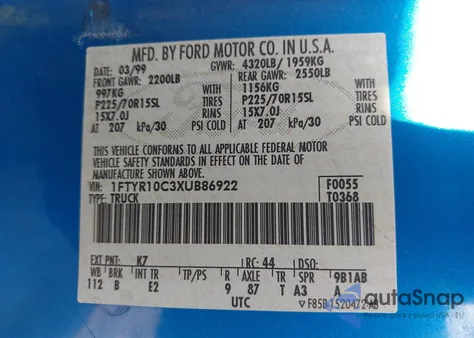 MFD. BY FORD MOTOR CO. IN U.S.A.
DATE: 03/99 GVWR: 4320LB/ 1959KG
FRONT GAWR: 2200LB REAR GAWR: 2550LB
997KG WITH 1156KG WITH
P225/70R15SL TIRES P225/70R15SL TIRES
15X7.0J RIMS 15X7.0J RIMS
AT 207 kPa/30 PSI COLD AT 207 kPa/30 PSI COLD
THIS VEHICLE CONFORMS TO ALL APPLICABLE FEDERAL MOTOR
VEHICLE SAFETY STANDARDS IN EFFECT ON THE DATE OF
MANUFACTURE SHOWN ABOVE.
VIN: 1FTYR10C3XUB86922 F0055
TYPE: TRUCK T0368
EXT PNT: K7 RC: 44 DSO:
WB BRK INT TR TP/PS R AXLE TR SPR 9B1AB
112 B E2 9 87 T A3 A
UTC ▽F85B-1520472-AB
autaSnap